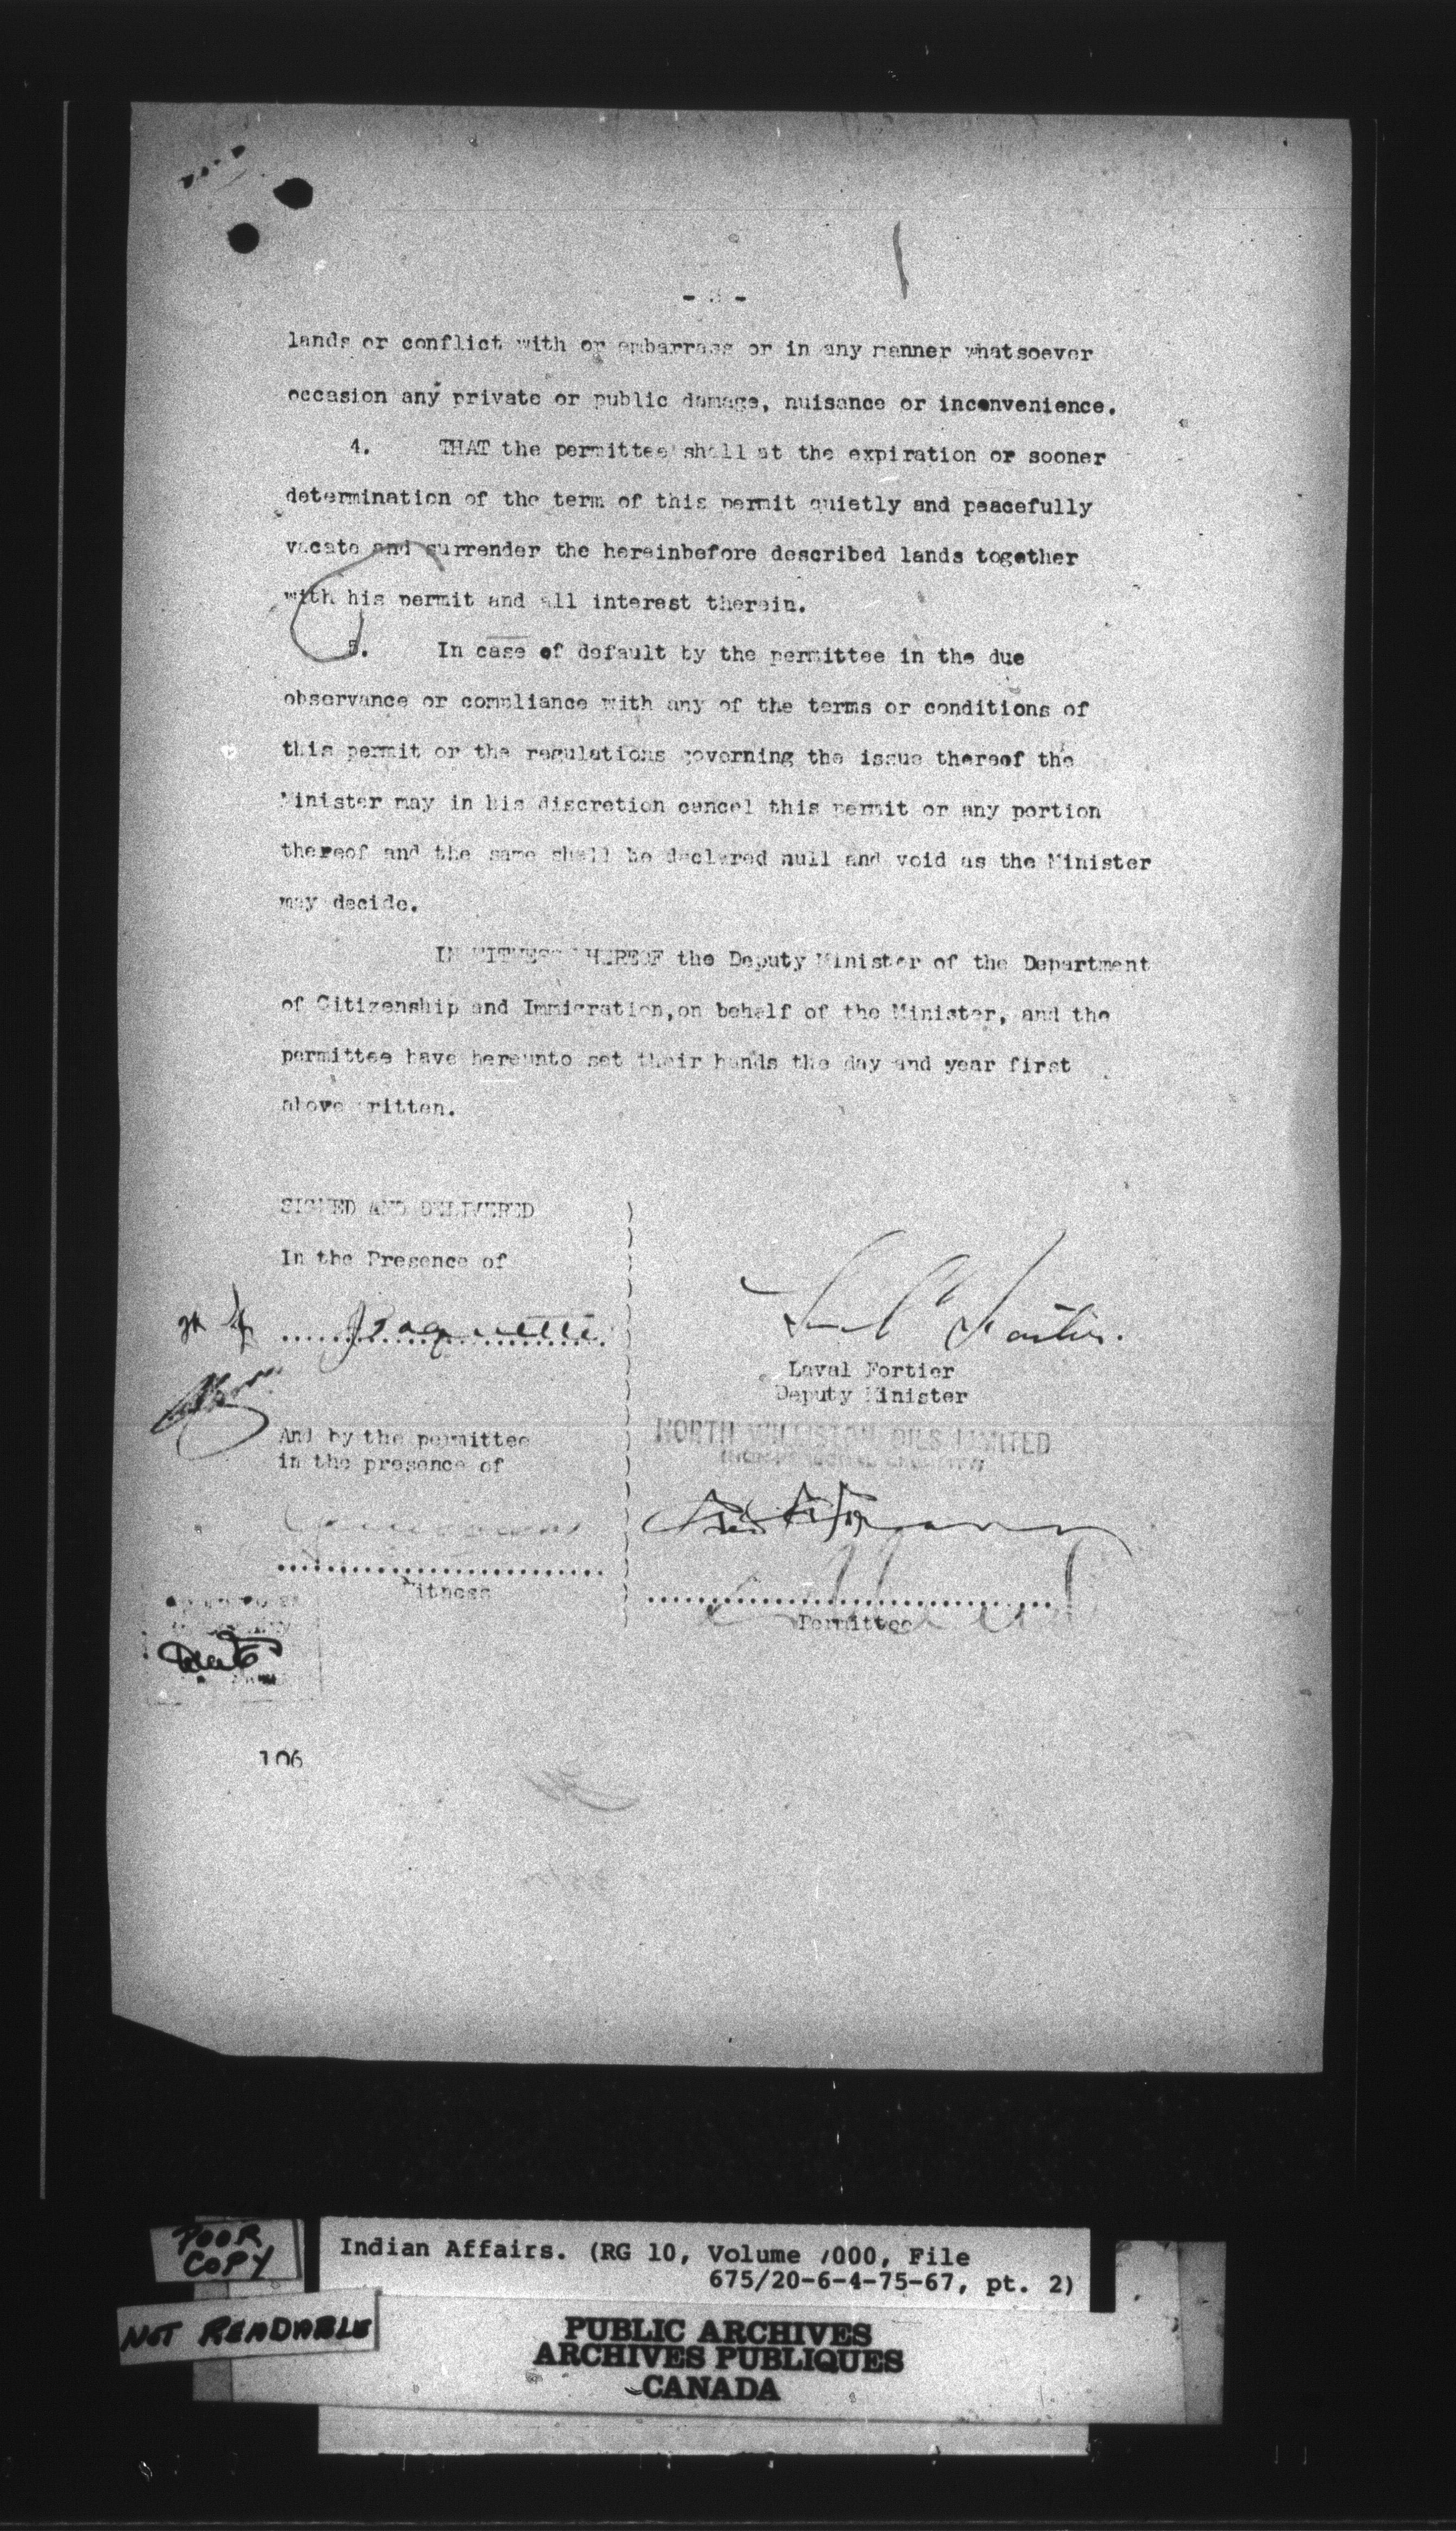 - 3 -
lands or conflict with or embarrass or in any manner whatsoever
occasion any private or public damage, nuisance or inconvenience.
4. THAT the permittee shall at the expiration or sooner
determination of the term of this permit quietly and peacefully
vacate and surrender the hereinbefore described lands together
with his permit and all interest therein.
5. In case of default by the permittee in the due
observance or compliance with any of the terms or conditions of
this permit or the regulations governing the issue thereof the
Minister may in his discretion cancel this permit or any portion
thereof and the same shall be declared null and void as the Minister
may decide.
IN WITNESS WHEREOF the Deputy Minister of the Department
of Citizenship and Immigration, on behalf of the Minister, and the
permittee have hereunto set their hands the day and year first
above written.
SIGNED AND DELIVERED
In the Presence of
J Paquette
Laval Fortier
Laval Fortier
Deputy Minister
And by the permittee
in the presence of
NORTH WILLISTON OILS LIMITED
Witness
Permittee
106
POOR
COPY
NOT READABLE
Indian Affairs. (RG 10, Volume 7000, File
675/20-6-4-75-67, pt. 2)
PUBLIC ARCHIVES
ARCHIVES PUBLIQUES
CANADA